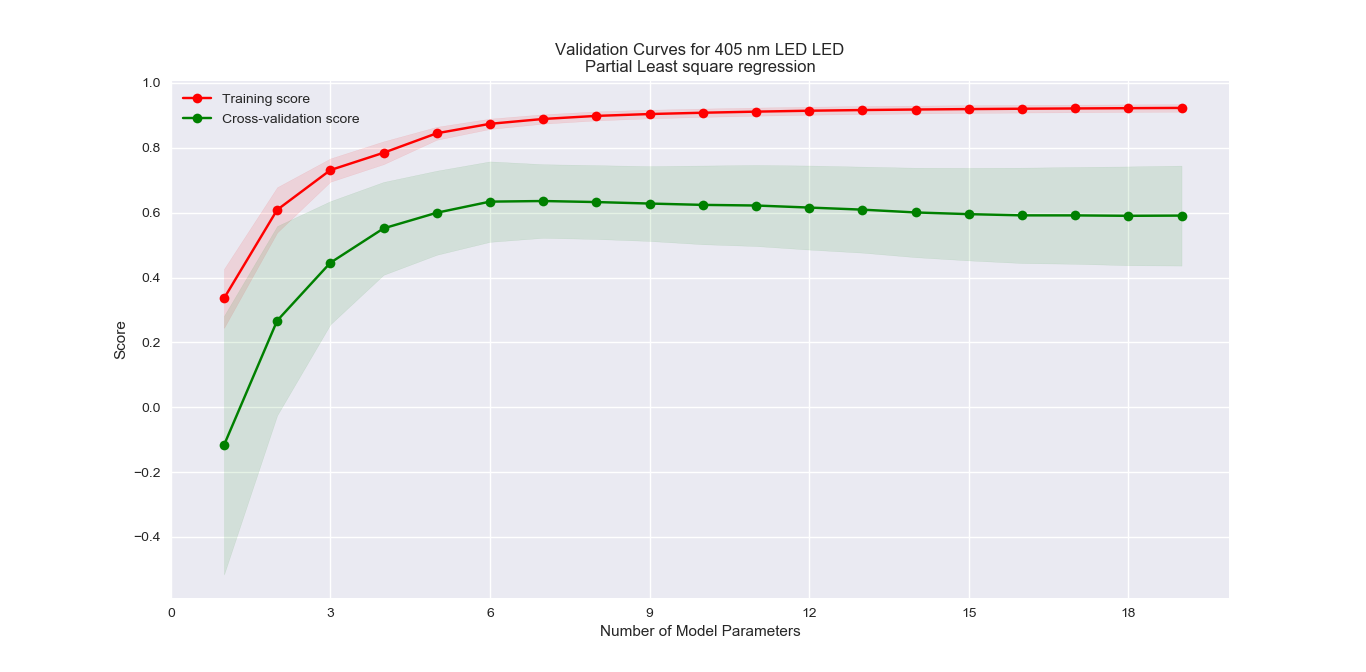 Validation Curves for 405 nm LED LED
Partial Least square regression
1.0
Training score
Cross-validation score
0.8
0.6
0.4
Score
0.2
0.0
−0.2
−0.4
0 3 6 9 12 15 18
Number of Model Parameters